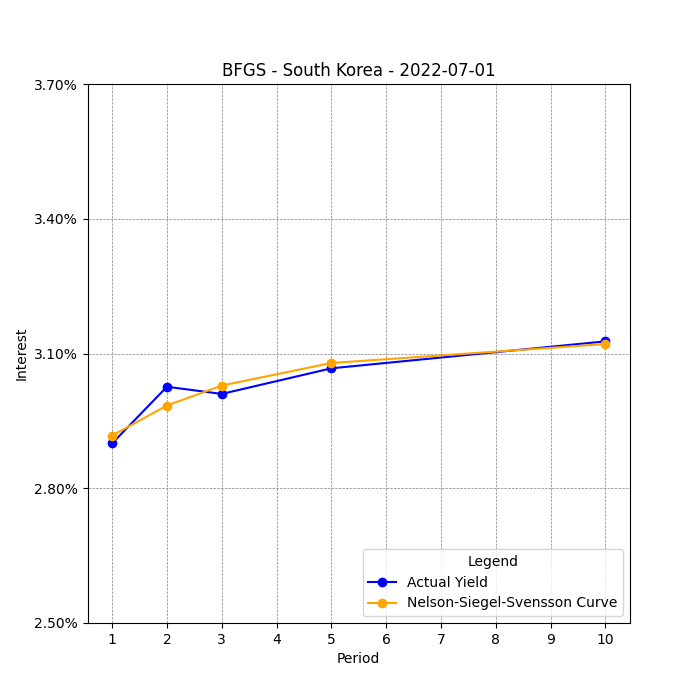 BFGS - South Korea - 2022-07-01
3.70%
3.40%
3.10%
2.80%
2.50%
Interest
1 2 3 4 5 6 7 8 9 10
Period
Legend
Actual Yield
Nelson-Siegel-Svensson Curve